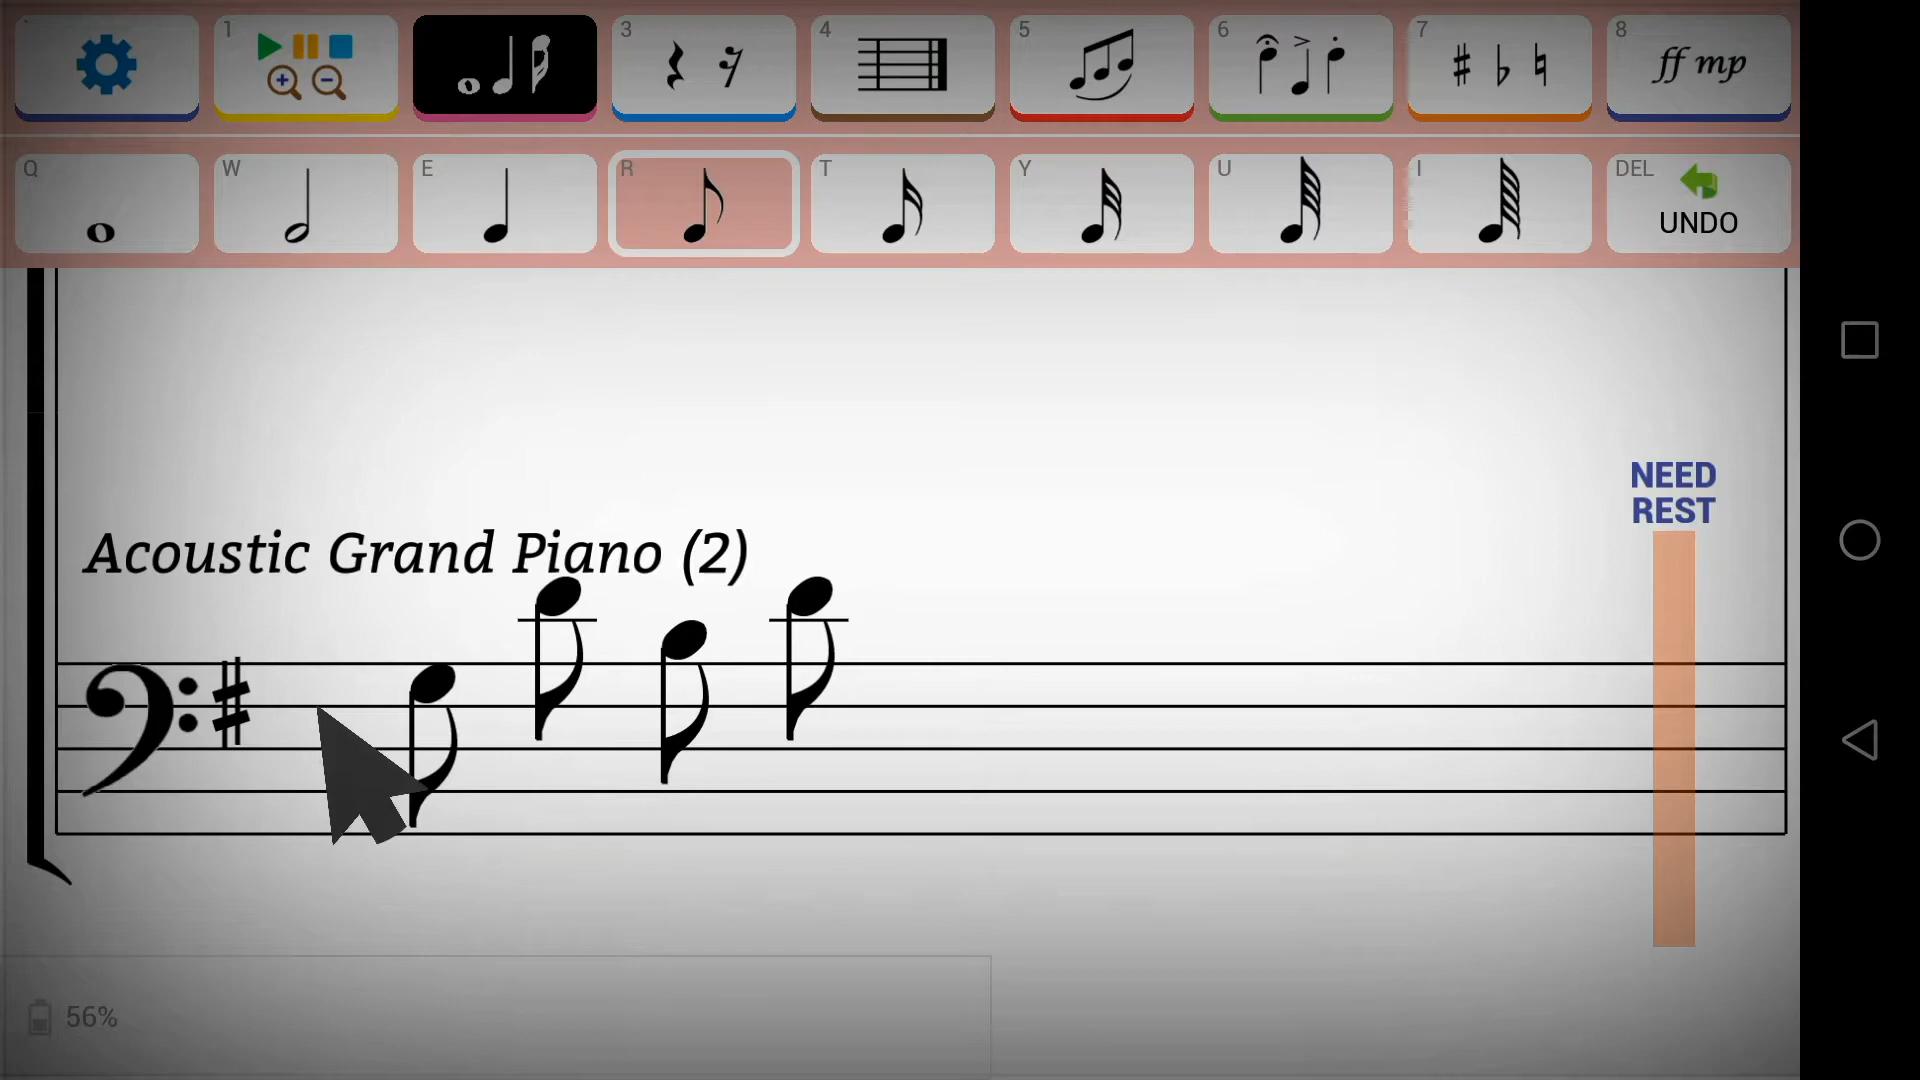 1
3
4
5
6
7
8
ff mp
Q
W
E
R
T
Y
U
I
DEL
UNDO
NEED
REST
Acoustic Grand Piano (2)
56%